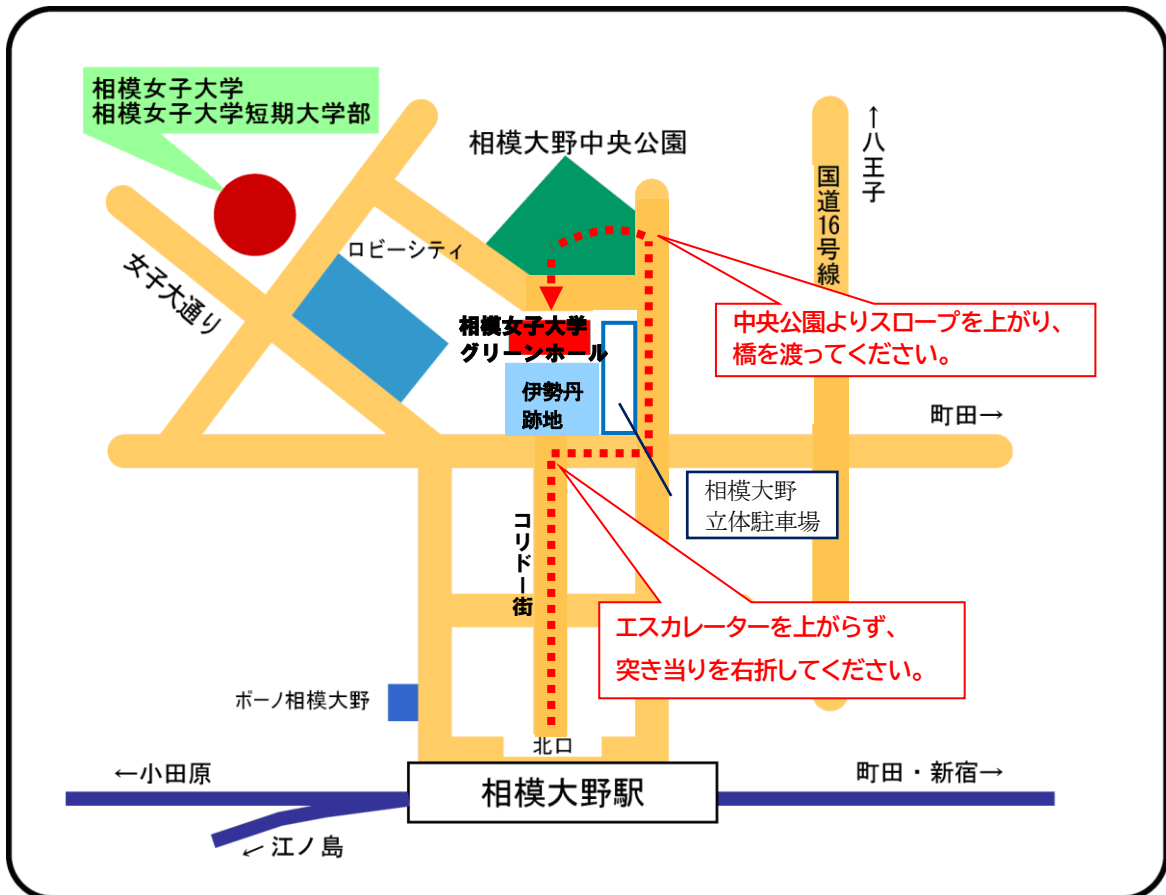 相模女子大学
相模女子大学短期大学部
相模大野中央公園
↑八王子
国道16号線
ロビーシティ
女子大通り
相模女子大学
グリーンホール
中央公園よりスロープを上がり、
橋を渡ってください。
伊勢丹
跡地
町田→
相模大野
立体駐車場
コリドー街
エスカレーターを上がらず、
突き当りを右折してください。
ボーノ相模大野
北口
←小田原
相模大野駅
町田・新宿→
←江ノ島